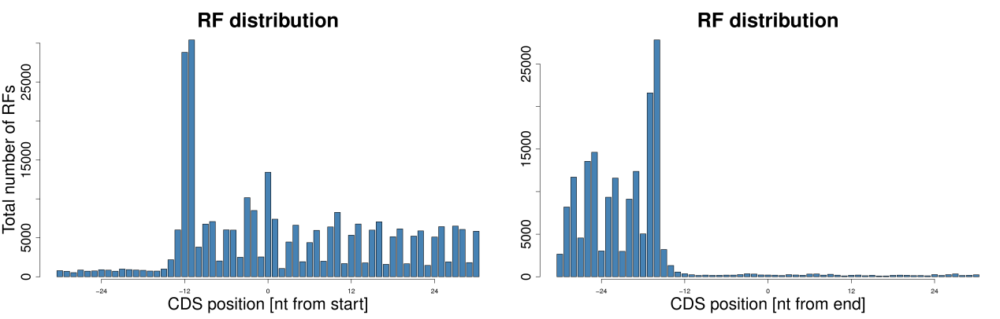 RF distribution
Total number of RFs
0 5000 15000 25000
−24 −12 0 12 24
CDS position [nt from start]
RF distribution
0 5000 15000 25000
−24 −12 0 12 24
CDS position [nt from end]